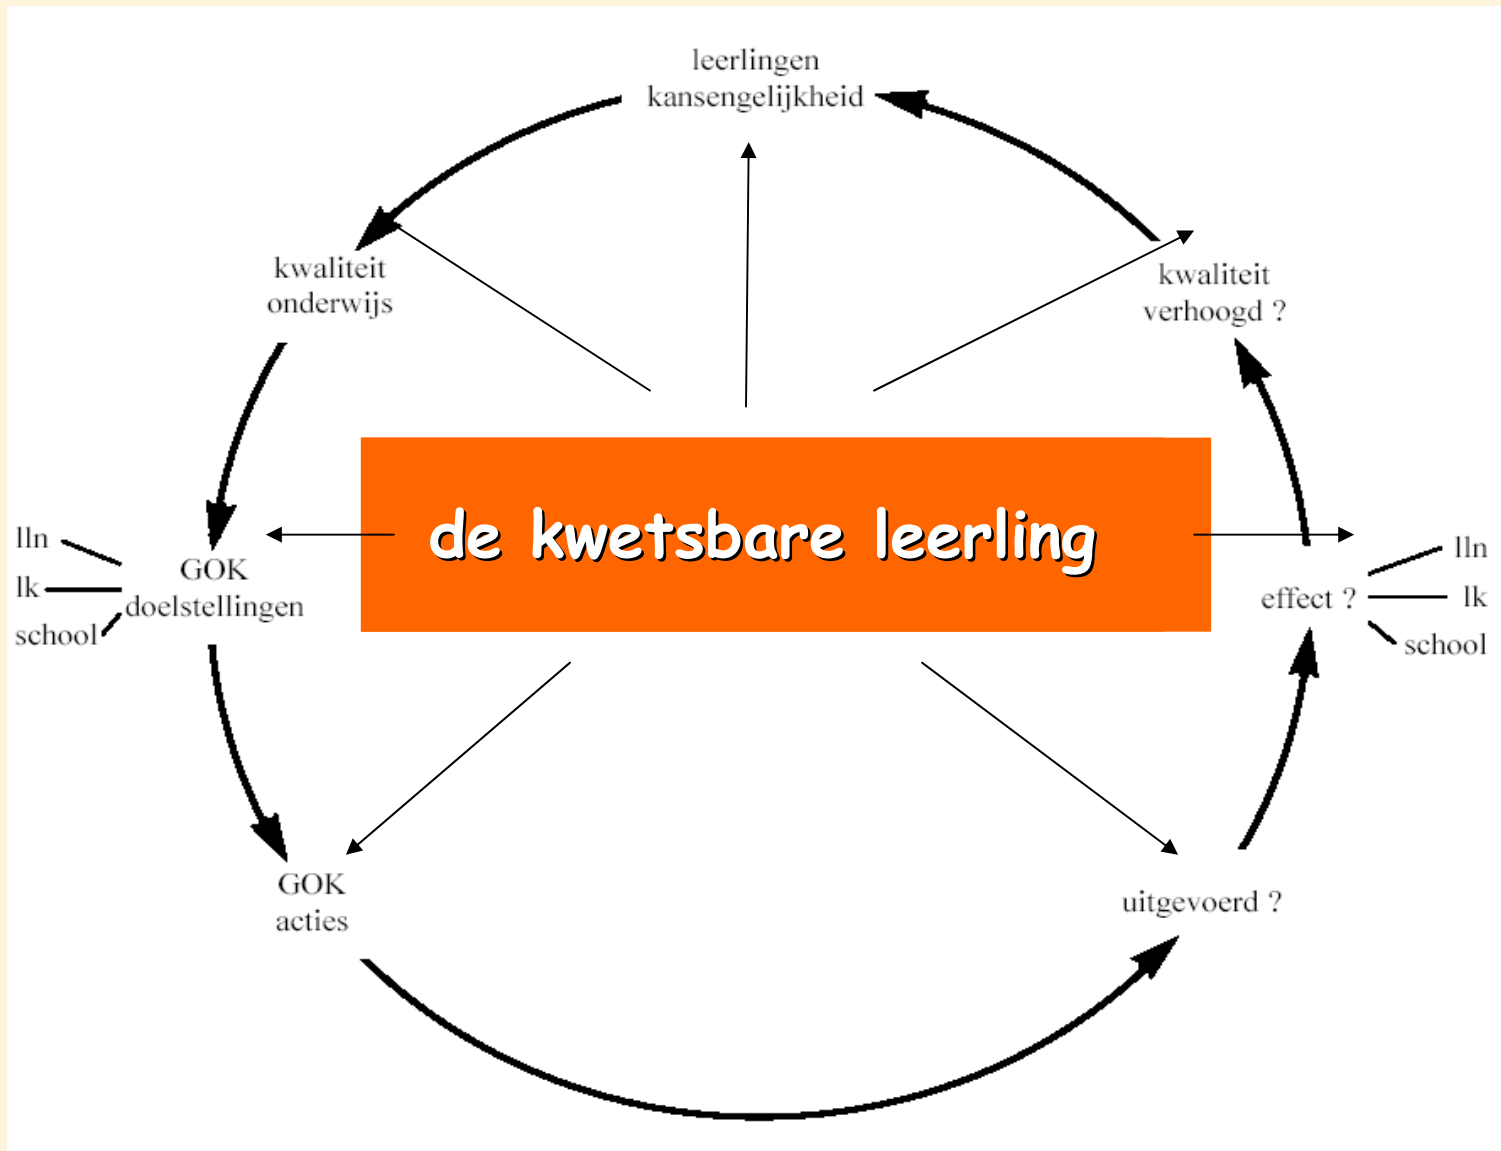 leerlingen
kansengelijkheid
kwaliteit
onderwijs
kwaliteit
verhoogd ?
de kwetsbare leerling
lln
lk
school
GOK
doelstellingen
effect ?
lln
lk
school
GOK
acties
uitgevoerd ?